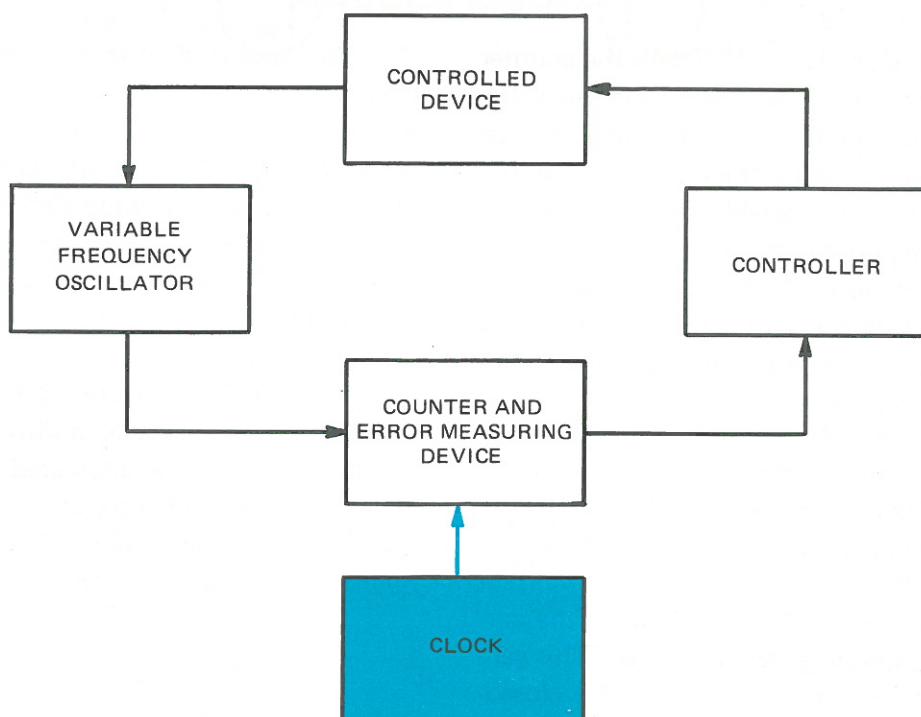 CONTROLLED
DEVICE
VARIABLE
FREQUENCY
OSCILLATOR
CONTROLLER
COUNTER AND
ERROR MEASURING
DEVICE
CLOCK